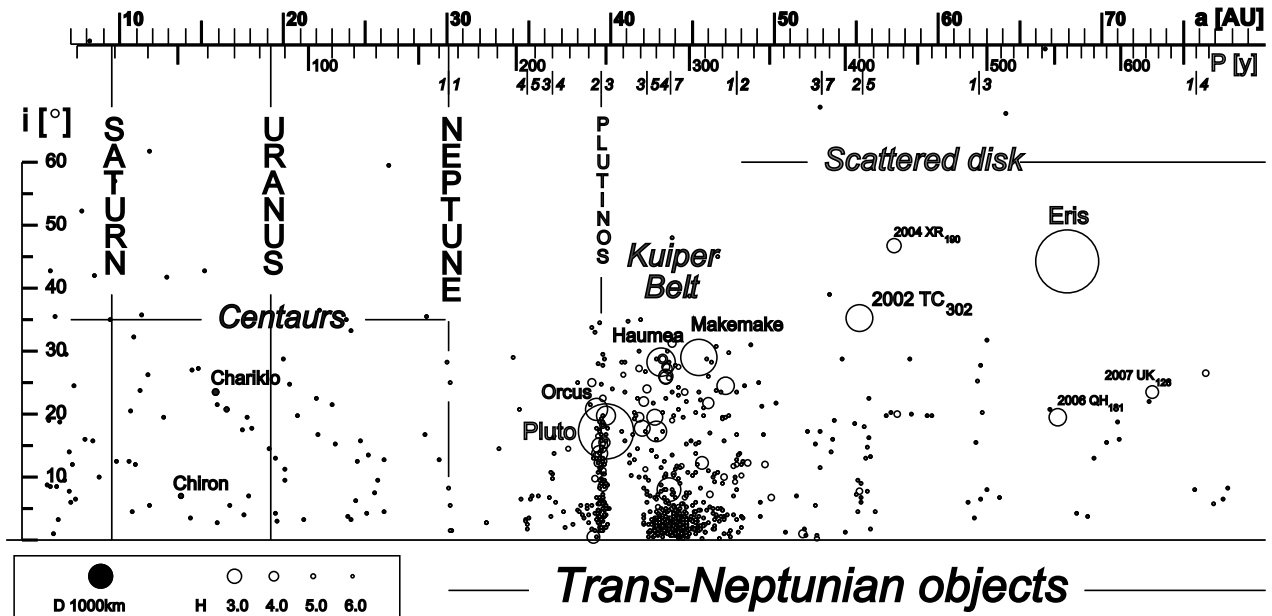 10 20 30 40 50 60 70 a [AU]
100 200 300 400 500 600 P [y]
1|1 4|5 3|4 2|3 3|5 4|7 1|2 3|7 2|5 1|3 1|4
i [°]
SATURN
URANUS
NEPTUNE
PLUTINOS
60
50
40
30
20
10
Scattered disk
Eris
2004 XR190
Kuiper
Belt
2002 TC302
Centaurs
Haumea
Makemake
Chariklo
Orcus
2007 UK126
2006 QH181
Pluto
Chiron
D 1000km H 3.0 4.0 5.0 6.0
Trans-Neptunian objects